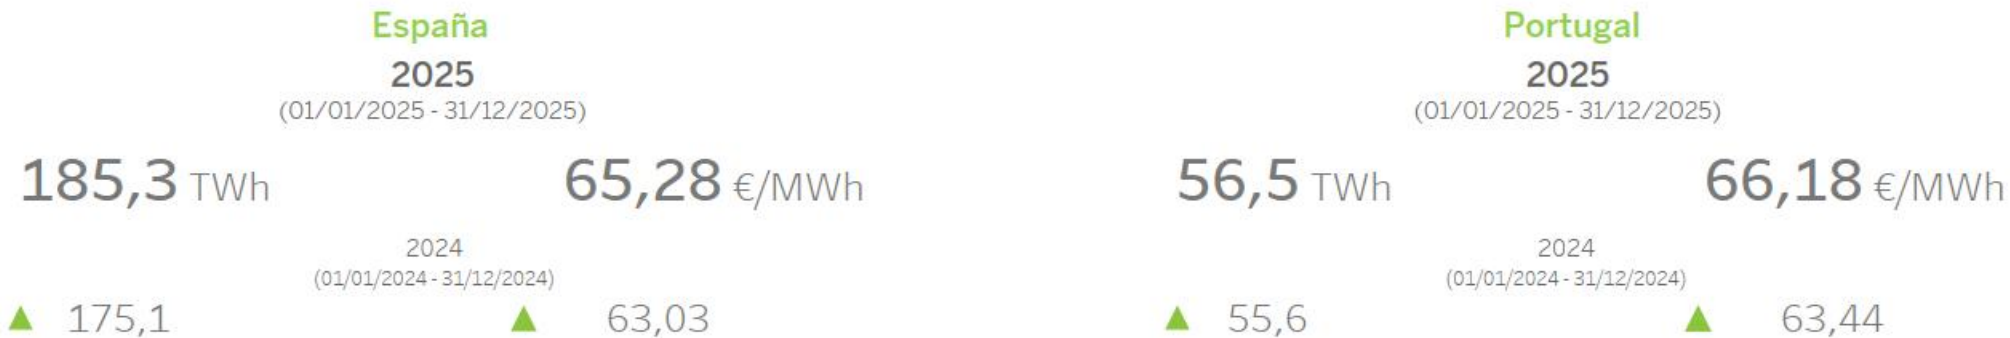 España
2025
(01/01/2025 - 31/12/2025)
185,3 TWh
65,28 €/MWh
2024
(01/01/2024 - 31/12/2024)
▲ 175,1
▲ 63,03
Portugal
2025
(01/01/2025 - 31/12/2025)
56,5 TWh
66,18 €/MWh
2024
(01/01/2024 - 31/12/2024)
▲ 55,6
▲ 63,44